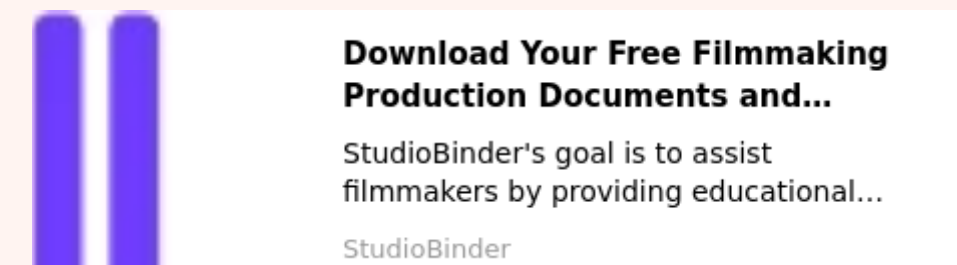 Download Your Free Filmmaking
Production Documents and...
StudioBinder's goal is to assist
filmmakers by providing educational...
StudioBinder